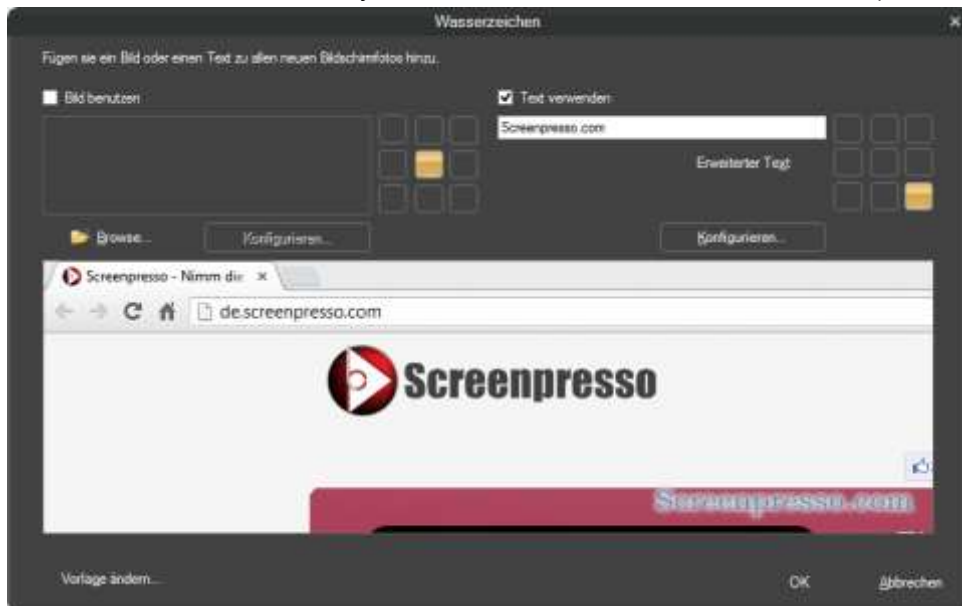 Wasserzeichen
Fügen sie ein Bild oder einen Text zu allen neuen Bildschimfotos hinzu.
Bild benutzen
Text verwenden
Screenpresso.com
Erweiterter Text
Browse...
Konfigurieren...
Konfigurieren...
Screenpresso - Nimm die
de.screenpresso.com
Screenpresso
Screenpresso.com
Vorlage ändern...
OK
Abbrechen